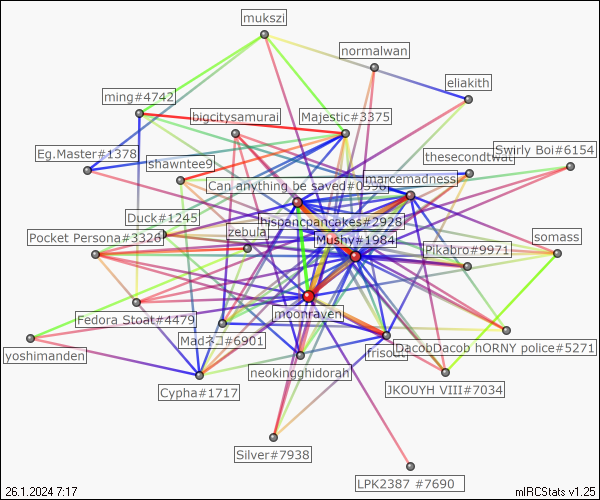 mukszi
normalwan
eliakith
ming#4742
bigcitysamurai
Majestic#3375
Eg.Master#1378
shawntee9
thesecondtwat
Swirly Boi#6154
marcemadness
Can anything be saved#0996
Duck#1245
hispancpancakes#2928
Pocket Persona#3326
zebula
Mushy#1984
Pikabro#9971
somass
moonraven
Fedora Stoat#4479
Madネコ#6901
frisout
DacobDacob hORNY police#5271
yoshimanden
neokingghidorah
Cypha#1717
JKOUYH VIII#7034
Silver#7938
LPK2387 #7690
26.1.2024 7:17
mIRCStats v1.25